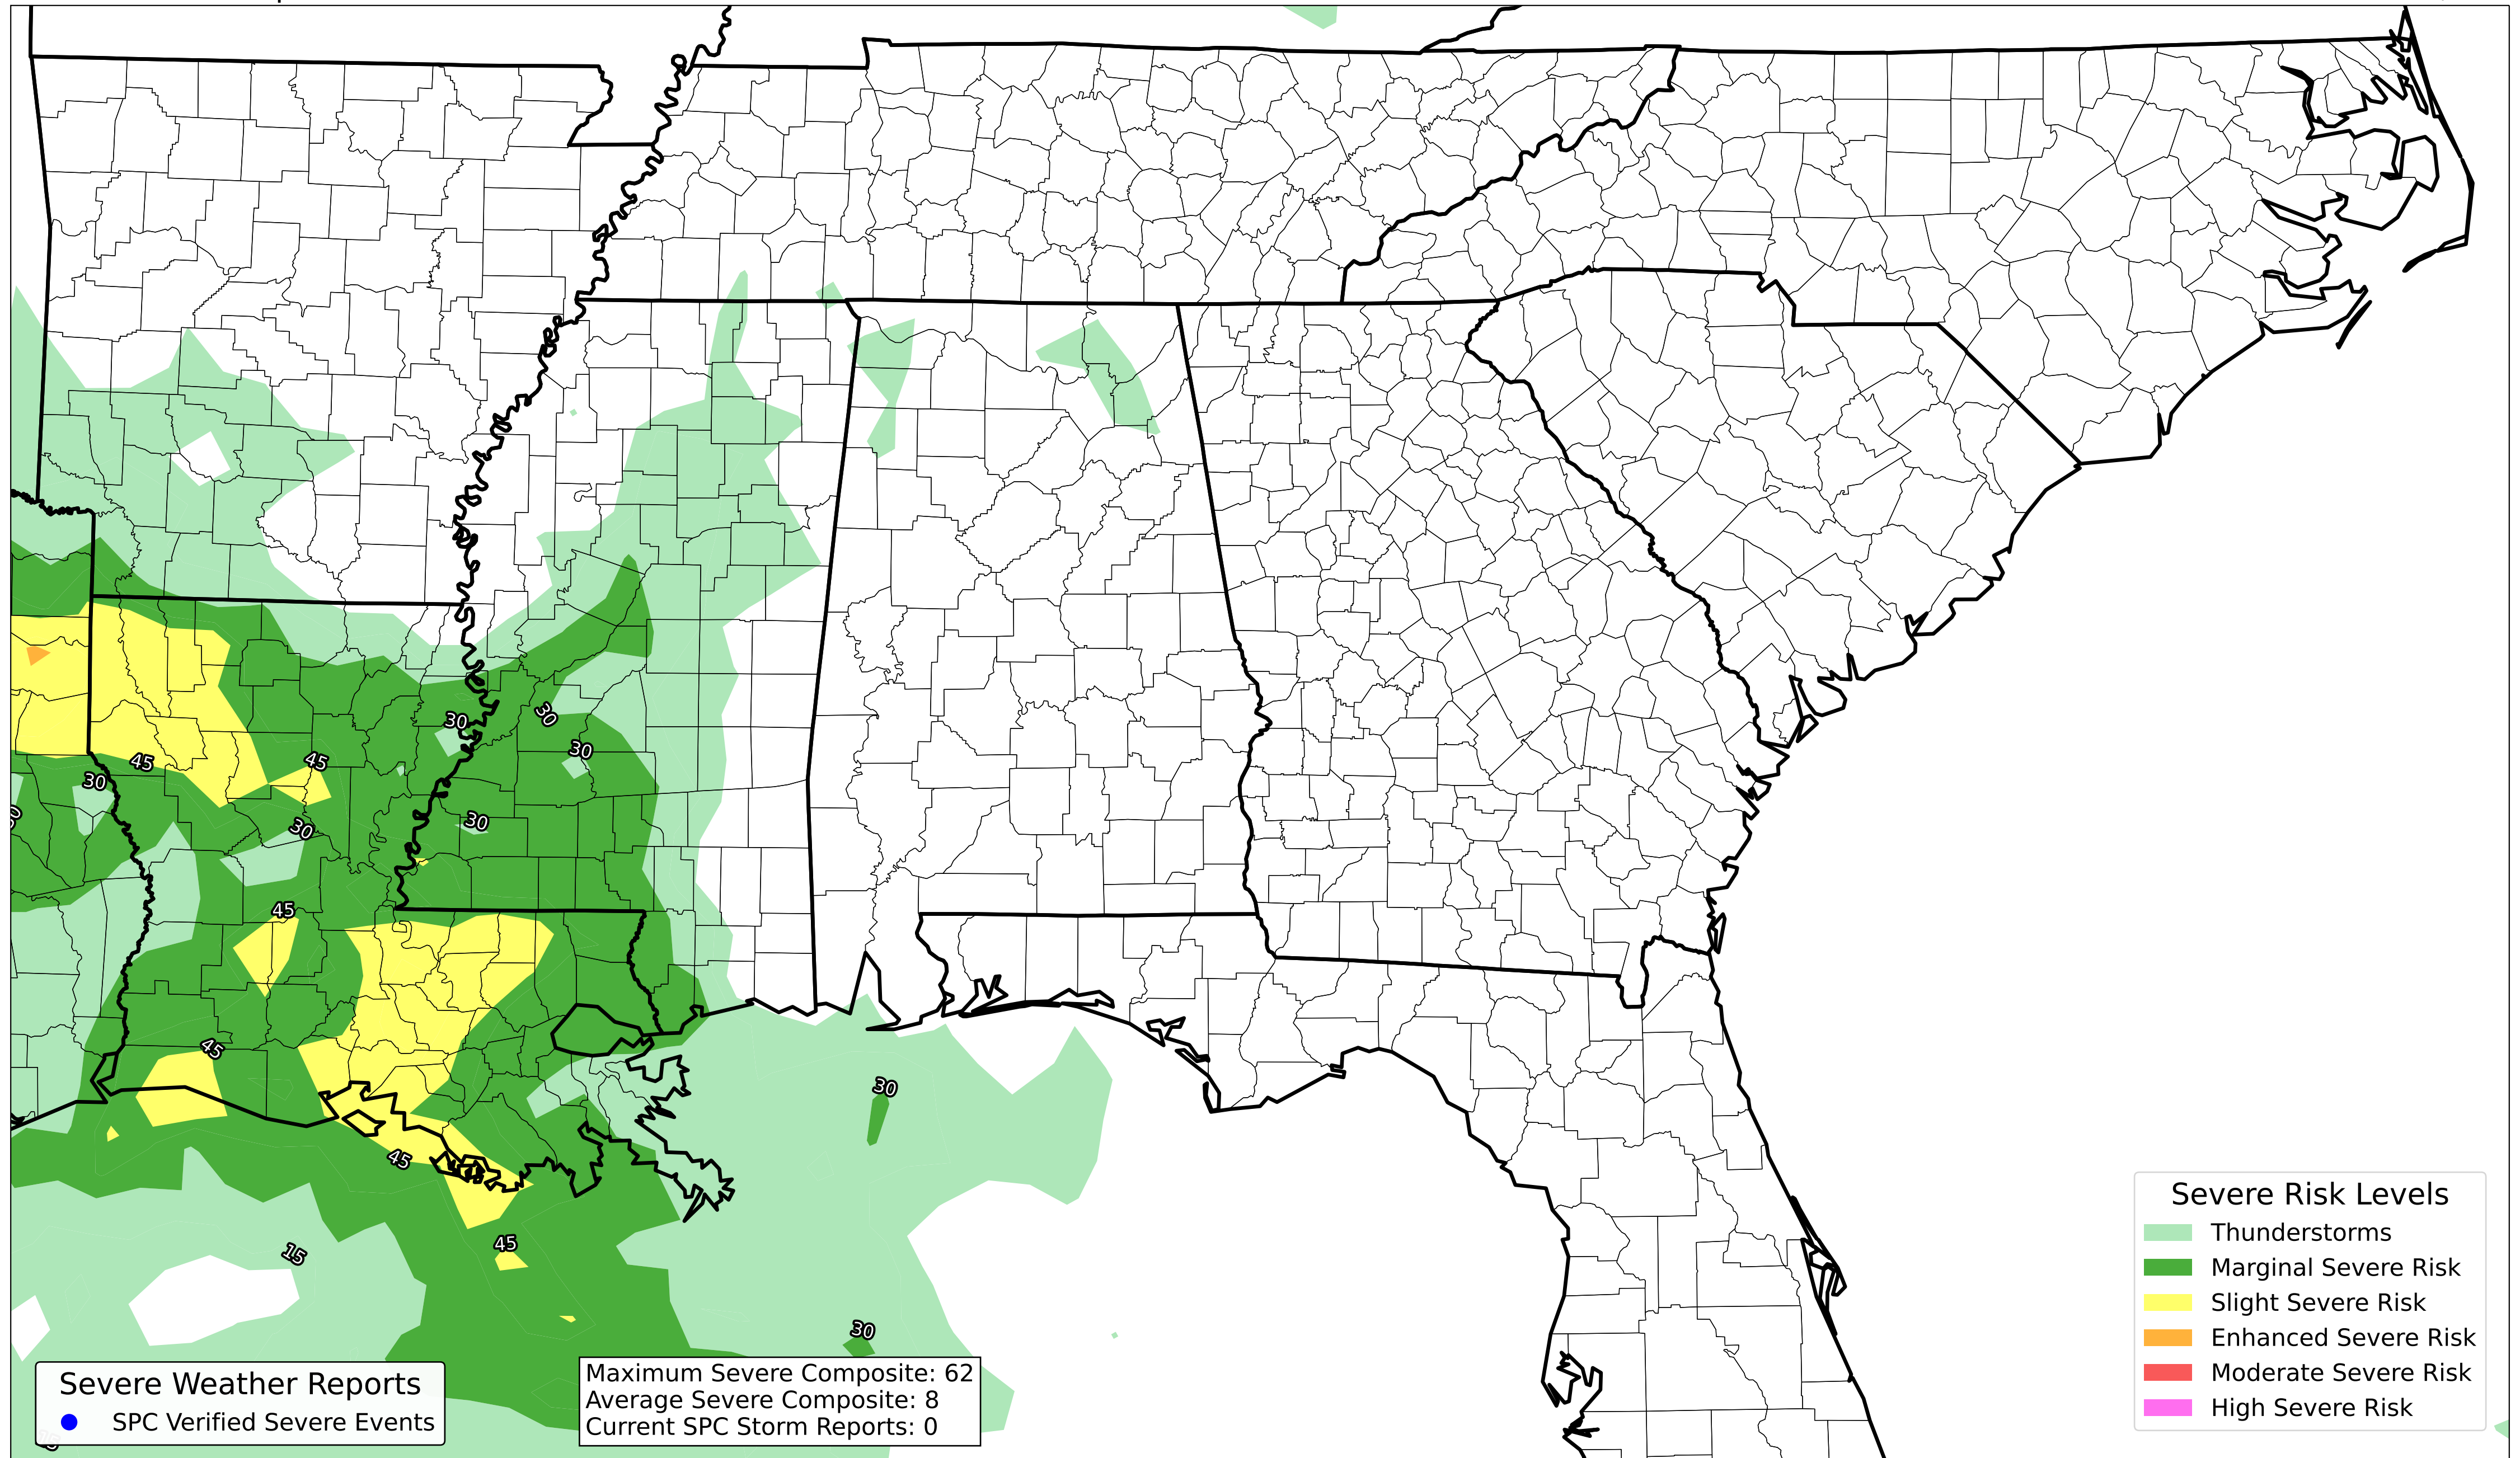 30
30
30
45
45
30
30
30
45
45
30
45
45
15
30
Severe Weather Reports
SPC Verified Severe Events
Maximum Severe Composite: 62
Average Severe Composite: 8
Current SPC Storm Reports: 0
Severe Risk Levels
Thunderstorms
Marginal Severe Risk
Slight Severe Risk
Enhanced Severe Risk
Moderate Severe Risk
High Severe Risk